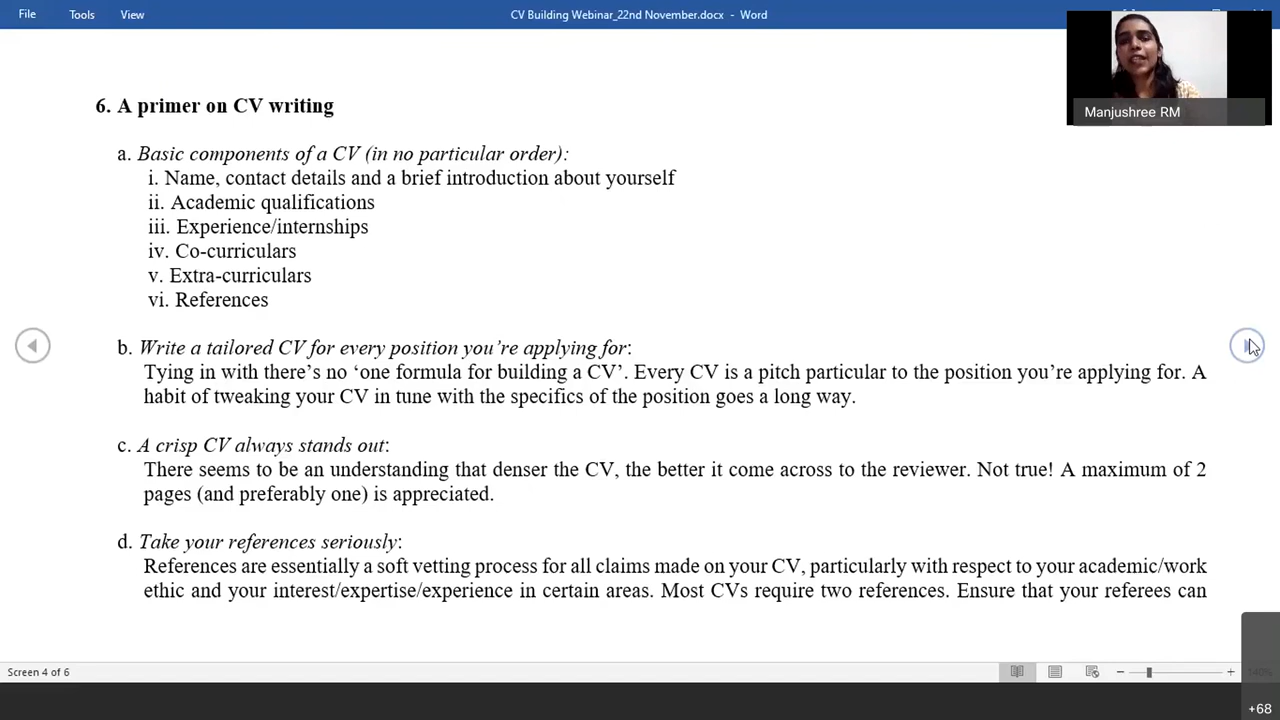 File Tools View CV Building Webinar_22nd November.docx - Word
Manjushree RM
6. A primer on CV writing
a. Basic components of a CV (in no particular order):
i. Name, contact details and a brief introduction about yourself
ii. Academic qualifications
iii. Experience/internships
iv. Co-curriculars
v. Extra-curriculars
vi. References
b. Write a tailored CV for every position you’re applying for:
Tying in with there’s no ‘one formula for building a CV’. Every CV is a pitch particular to the position you’re applying for. A
habit of tweaking your CV in tune with the specifics of the position goes a long way.
c. A crisp CV always stands out:
There seems to be an understanding that denser the CV, the better it come across to the reviewer. Not true! A maximum of 2
pages (and preferably one) is appreciated.
d. Take your references seriously:
References are essentially a soft vetting process for all claims made on your CV, particularly with respect to your academic/work
ethic and your interest/expertise/experience in certain areas. Most CVs require two references. Ensure that your referees can
Screen 4 of 6
+68